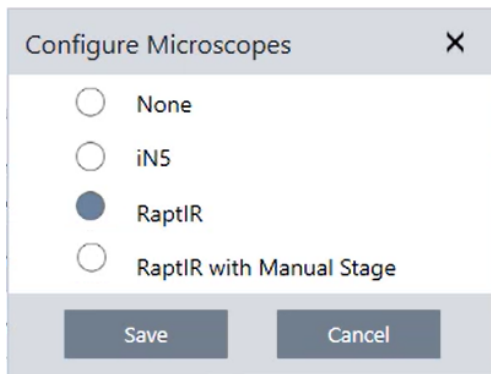 Configure Microscopes
None
iN5
RaptIR
RaptIR with Manual Stage
Save Cancel